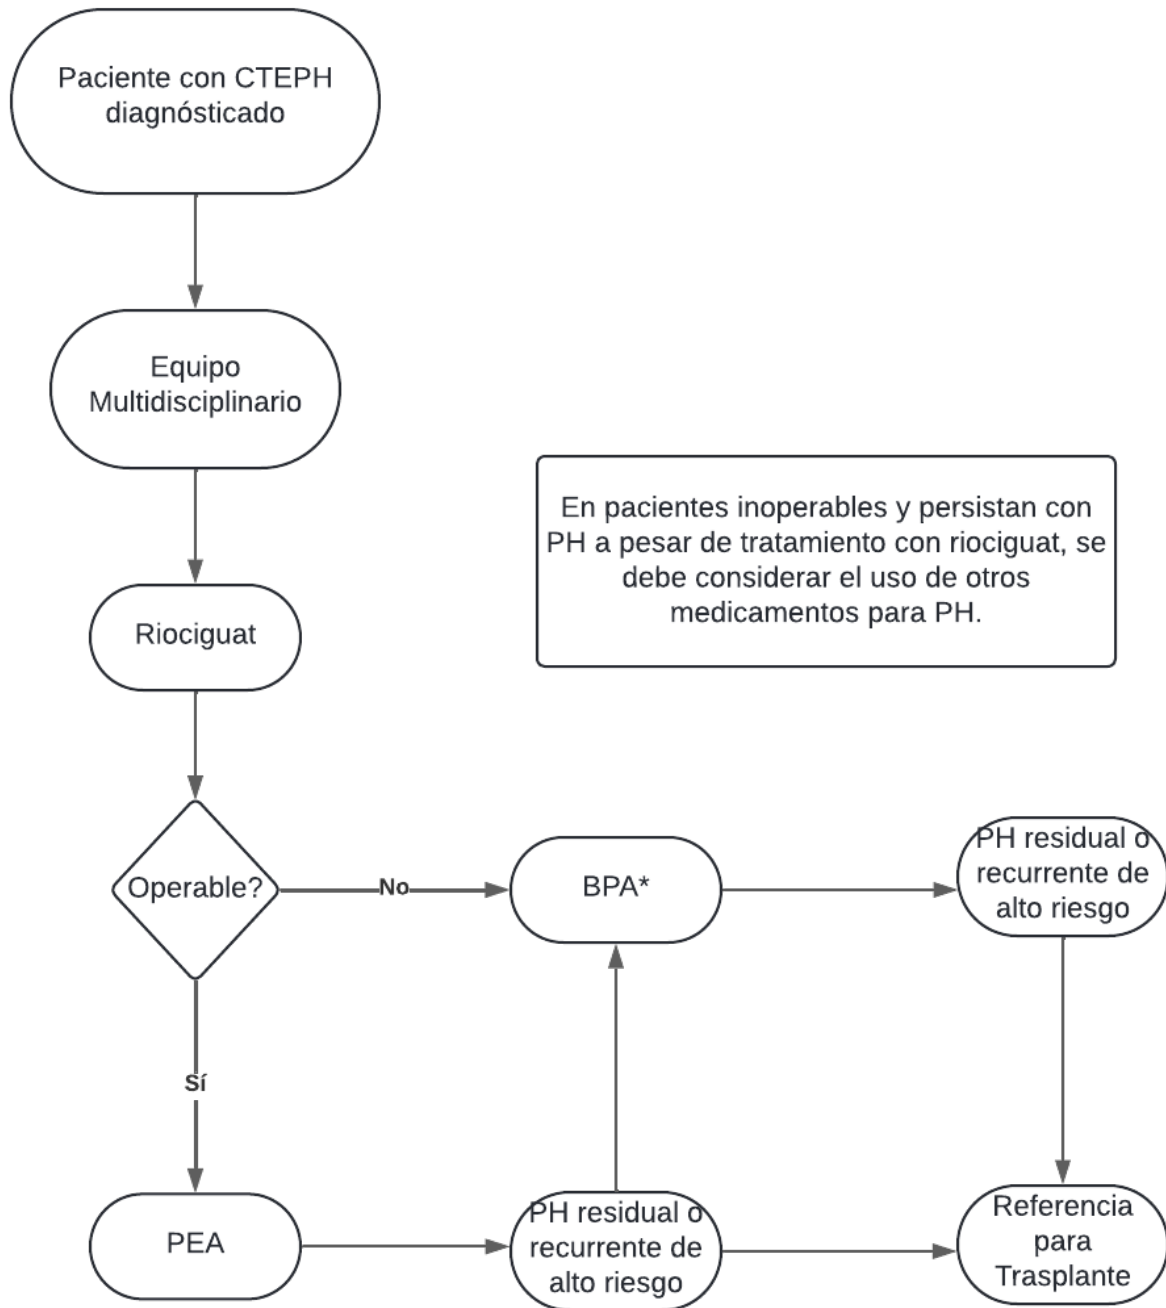 Paciente con CTEPH
diagnósticado
Equipo
Multidisciplinario
En pacientes inoperables y persistan con
PH a pesar de tratamiento con riociguat, se
debe considerar el uso de otros
medicamentos para PH.
Riociguat
Operable?
No
BPA*
PH residual o
recurrente de
alto riesgo
Sí
PEA
PH residual o
recurrente de
alto riesgo
Referencia
para
Trasplante